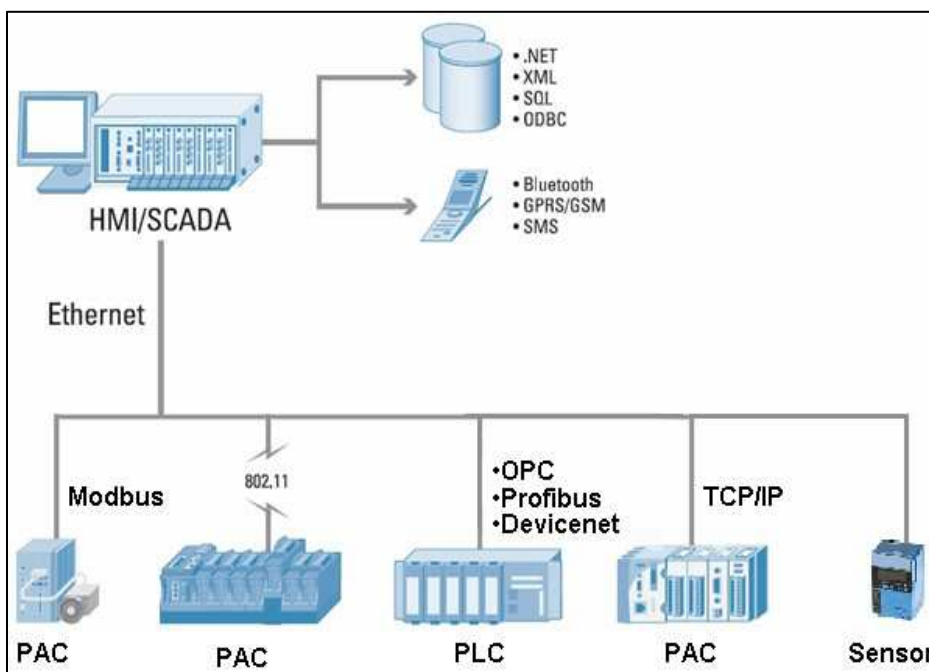 • .NET
• XML
• SQL
• ODBC
• Bluetooth
• GPRS/GSM
• SMS
HMI/SCADA
Ethernet
Modbus
802.11
•OPC
•Profibus
•Devicenet
TCP/IP
PAC
PAC
PLC
PAC
Sensor